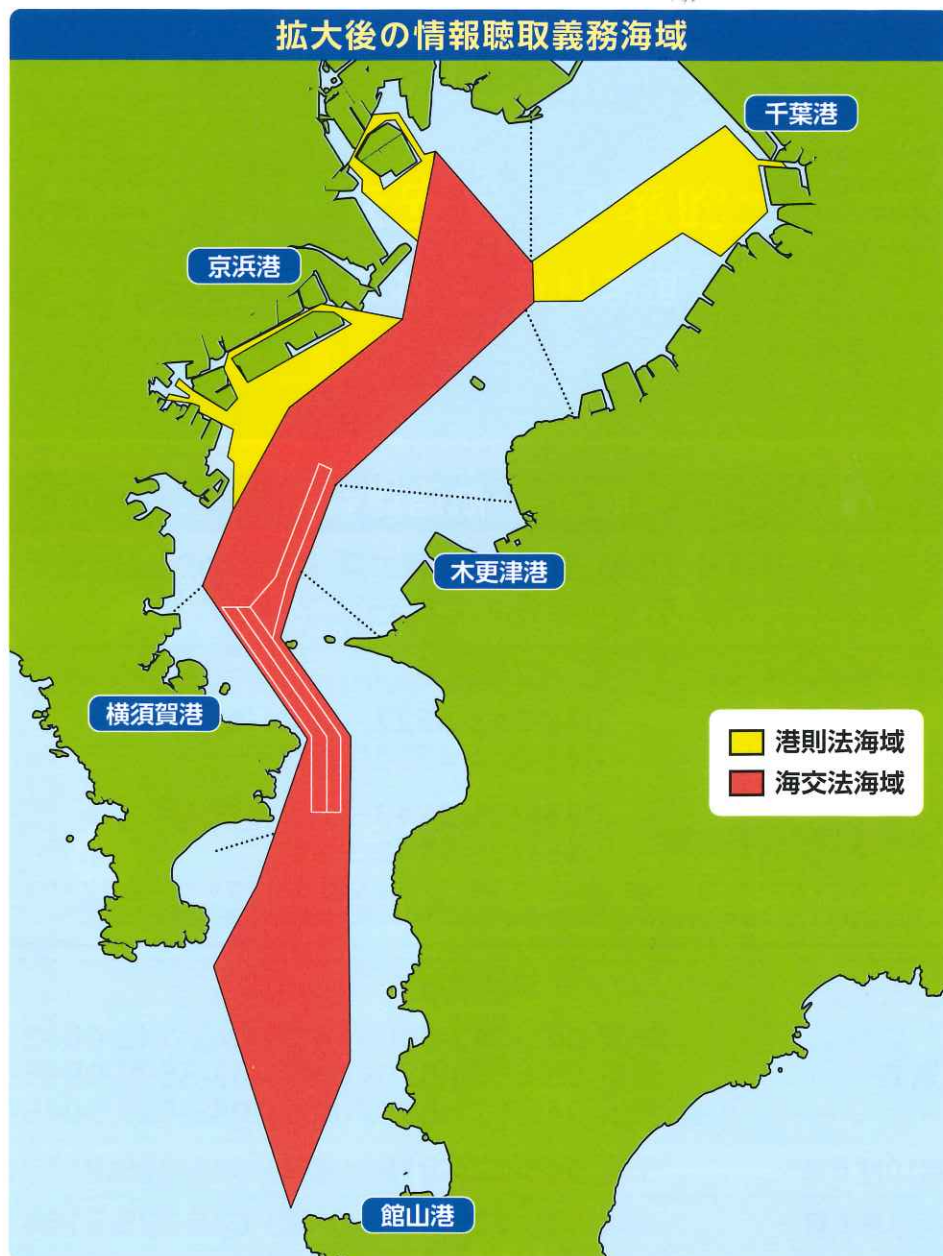 拡大後の情報聴取義務海域
千葉港
京浜港
木更津港
横須賀港
港則法海域
海交法海域
館山港